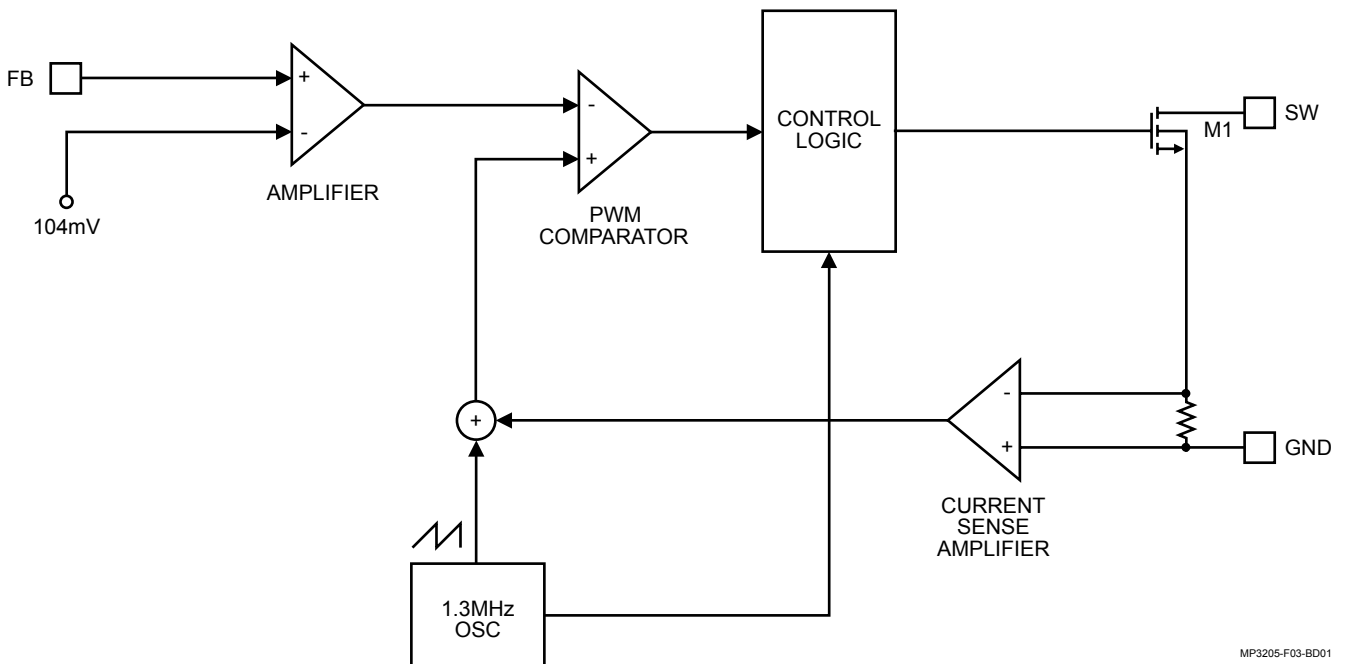 FB
+
-
104mV
AMPLIFIER
-
+
PWM
COMPARATOR
CONTROL
LOGIC
M1
SW
+
-
+
GND
CURRENT
SENSE
AMPLIFIER
1.3MHz
OSC
MP3205-F03-BD01